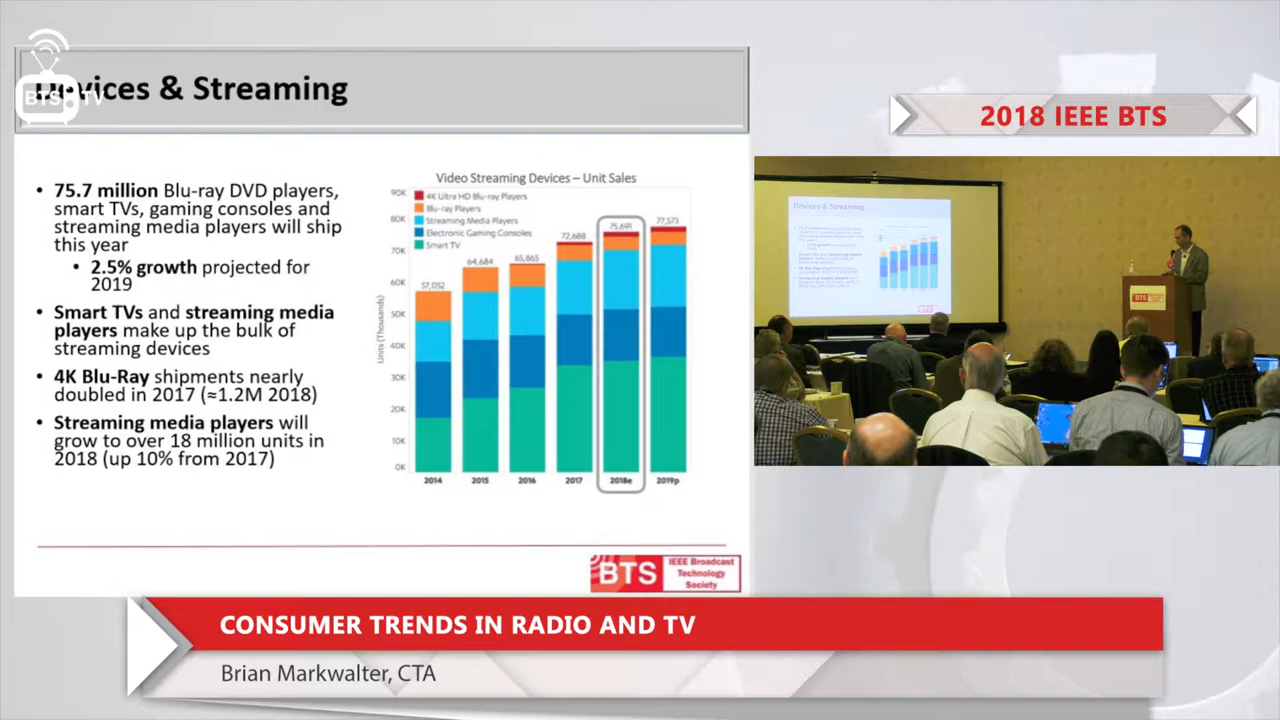 BTS TV
Devices & Streaming
• 75.7 million Blu-ray DVD players,
smart TVs, gaming consoles and
streaming media players will ship
this year
• 2.5% growth projected for
2019
• Smart TVs and streaming media
players make up the bulk of
streaming devices
• 4K Blu-Ray shipments nearly
doubled in 2017 (≈1.2M 2018)
• Streaming media players will
grow to over 18 million units in
2018 (up 10% from 2017)
Video Streaming Devices – Unit Sales
4K Ultra HD Blu-ray Players
Blu-ray Players
Streaming Media Players
Electronic Gaming Consoles
Smart TV
Units (Thousands)
90K
80K
70K
60K
50K
40K
30K
20K
10K
0K
57,052
64,684
65,865
72,688
75,691
77,573
2014
2015
2016
2017
2018e
2019p
BTS
IEEE Broadcast
Technology
Society
2018 IEEE BTS
Devices & Streaming
BTS
CONSUMER TRENDS IN RADIO AND TV
Brian Markwalter, CTA